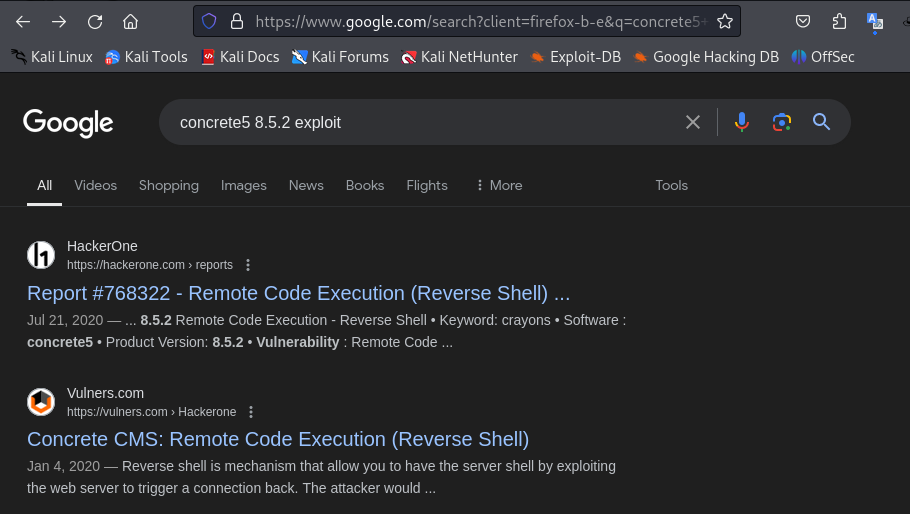 https://www.google.com/search?client=firefox-b-e&q=concrete5+
Kali Linux Kali Tools Kali Docs Kali Forums Kali NetHunter Exploit-DB Google Hacking DB OffSec
Google concrete5 8.5.2 exploit
All Videos Shopping Images News Books Flights More Tools
HackerOne
https://hackerone.com › reports
Report #768322 - Remote Code Execution (Reverse Shell) ...
Jul 21, 2020 — ... 8.5.2 Remote Code Execution - Reverse Shell • Keyword: crayons • Software :
concrete5 • Product Version: 8.5.2 • Vulnerability : Remote Code ...
Vulners.com
https://vulners.com › Hackerone
Concrete CMS: Remote Code Execution (Reverse Shell)
Jan 4, 2020 — Reverse shell is mechanism that allow you to have the server shell by exploiting
the web server to trigger a connection back. The attacker would ...